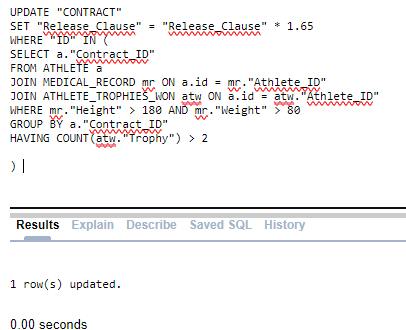 UPDATE "CONTRACT"
SET "Release_Clause" = "Release_Clause" * 1.65
WHERE "ID" IN (
SELECT a."Contract_ID"
FROM ATHLETE a
JOIN MEDICAL_RECORD mr ON a.id = mr."Athlete_ID"
JOIN ATHLETE_TROPHIES_WON atw ON a.id = atw."Athlete_ID"
WHERE mr."Height" > 180 AND mr."Weight" > 80
GROUP BY a."Contract_ID"
HAVING COUNT(atw."Trophy") > 2
)
Results Explain Describe Saved SQL History
1 row(s) updated.
0.00 seconds